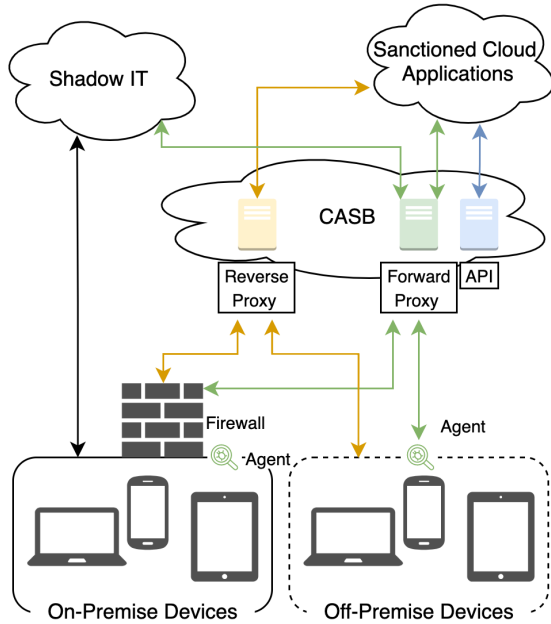 Shadow IT
Sanctioned Cloud
Applications
CASB
Reverse
Proxy
Forward
Proxy
API
Firewall
Agent
Agent
On-Premise Devices
Off-Premise Devices